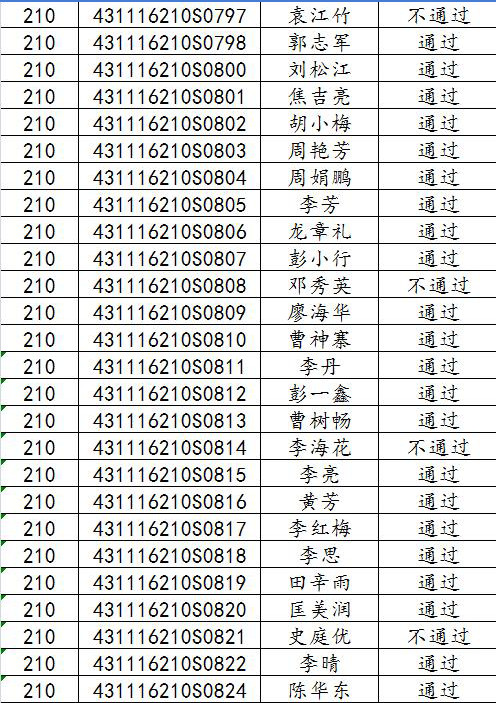 210 431116210S0797 袁江竹 不通过
210 431116210S0798 郭志军 通过
210 431116210S0800 刘松江 通过
210 431116210S0801 焦吉亮 通过
210 431116210S0802 胡小梅 通过
210 431116210S0803 周艳芳 通过
210 431116210S0804 周娟鹏 通过
210 431116210S0805 李芳 通过
210 431116210S0806 龙章礼 通过
210 431116210S0807 彭小行 通过
210 431116210S0808 邓秀英 不通过
210 431116210S0809 廖海华 通过
210 431116210S0810 曹神寨 通过
210 431116210S0811 李丹 通过
210 431116210S0812 彭一鑫 通过
210 431116210S0813 曹树畅 通过
210 431116210S0814 李海花 不通过
210 431116210S0815 李亮 通过
210 431116210S0816 黄芳 通过
210 431116210S0817 李红梅 通过
210 431116210S0818 李思 通过
210 431116210S0819 田辛雨 通过
210 431116210S0820 匡美润 通过
210 431116210S0821 史庭优 不通过
210 431116210S0822 李晴 通过
210 431116210S0824 陈华东 通过